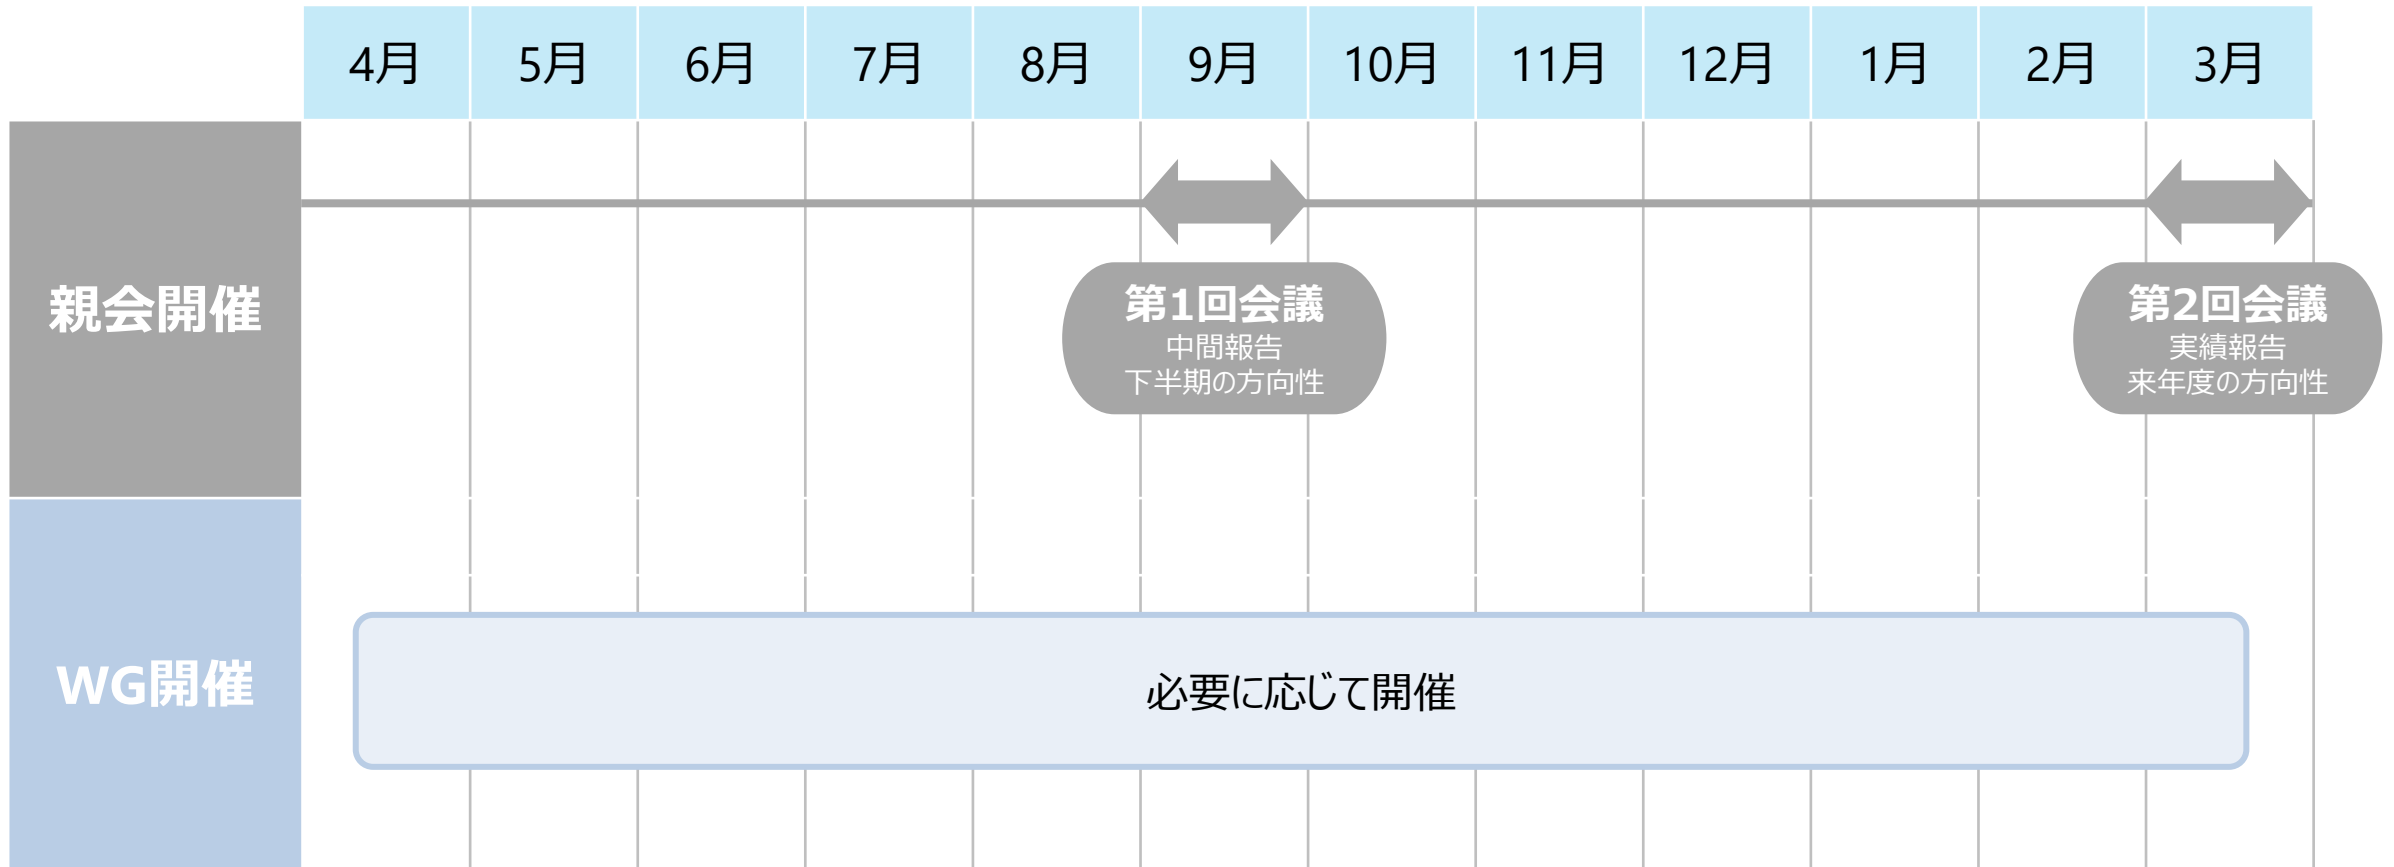 4月 5月 6月 7月 8月 9月 10月 11月 12月 1月 2月 3月
親会開催
第1回会議
中間報告
下半期の方向性
第2回会議
実績報告
来年度の方向性
WG開催
必要に応じて開催